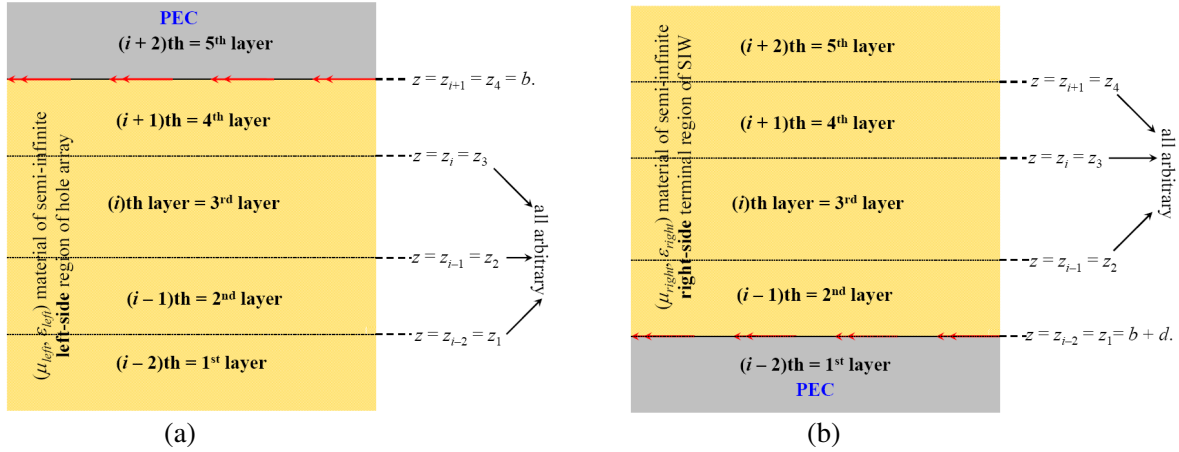 PEC
(i + 2)th = 5th layer
z = zi+1 = z4 = b.
(i + 1)th = 4th layer
z = zi = z3
(i)th layer = 3rd layer
all arbitrary
z = zi−1 = z2
(i − 1)th = 2nd layer
z = zi−2 = z1
(i − 2)th = 1st layer
(μleft, εleft) material of semi-infinite
left-side region of hole array
(a)
(i + 2)th = 5th layer
z = zi+1 = z4
(i + 1)th = 4th layer
z = zi = z3
(i)th layer = 3rd layer
all arbitrary
z = zi−1 = z2
(i − 1)th = 2nd layer
z = zi−2 = z1= b + d.
(i − 2)th = 1st layer
PEC
(μright, εright) material of semi-infinite
right-side terminal region of SIW
(b)